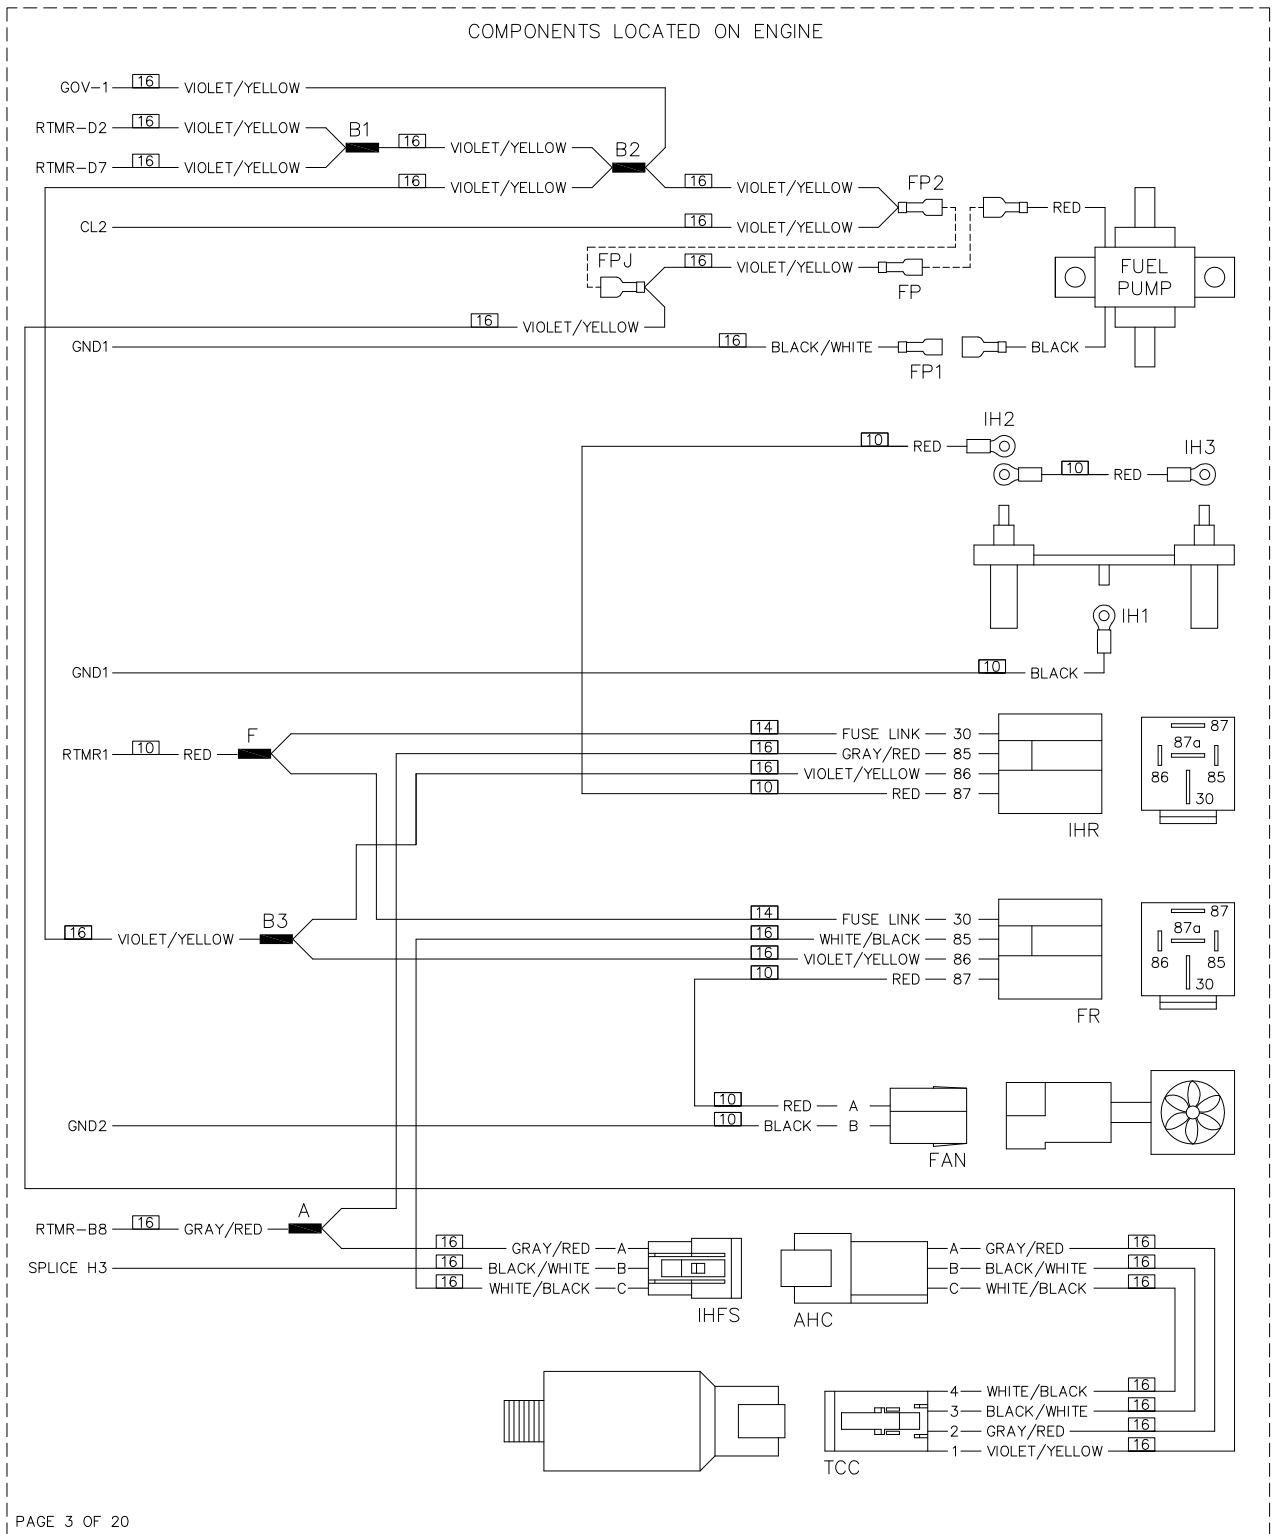 COMPONENTS LOCATED ON ENGINE
GOV-1 16 VIOLET/YELLOW
RTMR-D2 16 VIOLET/YELLOW
B1
16 VIOLET/YELLOW
B2
RTMR-D7 16 VIOLET/YELLOW
16 VIOLET/YELLOW
16 VIOLET/YELLOW
FP2
RED
CL2 16 VIOLET/YELLOW
FPJ
16 VIOLET/YELLOW
FP
FUEL
PUMP
16 VIOLET/YELLOW
GND1 16 BLACK/WHITE
FP1
BLACK
IH2
10 RED
IH3
10 RED
IH1
GND1 10 BLACK
RTMR1 10 RED
F
14 FUSE LINK 30
16 GRAY/RED 85
16 VIOLET/YELLOW 86
10 RED 87
IHR
87
87a
86 85
30
16 VIOLET/YELLOW
B3
14 FUSE LINK 30
16 WHITE/BLACK 85
16 VIOLET/YELLOW 86
10 RED 87
FR
87
87a
86 85
30
10 RED A
GND2 10 BLACK B
FAN
RTMR-B8 16 GRAY/RED
A
16 GRAY/RED A
SPLICE H3 16 BLACK/WHITE B
16 WHITE/BLACK C
IHFS
AHC
A GRAY/RED 16
B BLACK/WHITE 16
C WHITE/BLACK 16
4 WHITE/BLACK 16
3 BLACK/WHITE 16
2 GRAY/RED 16
1 VIOLET/YELLOW 16
TCC
PAGE 3 OF 20